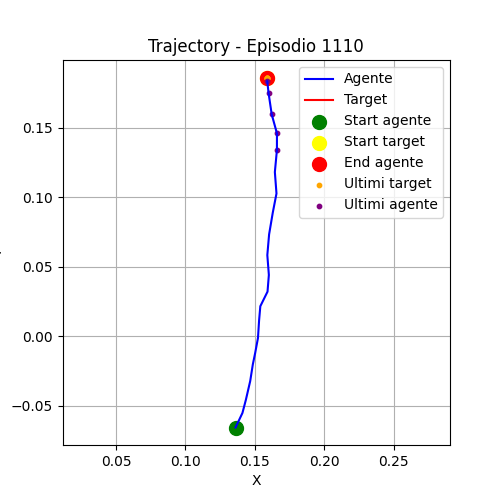 Trajectory - Episodio 1110
Agente
Target
Start agente
Start target
End agente
Ultimi target
Ultimi agente
0.15
0.10
0.05
0.00
−0.05
0.05
0.10
0.15
0.20
0.25
X